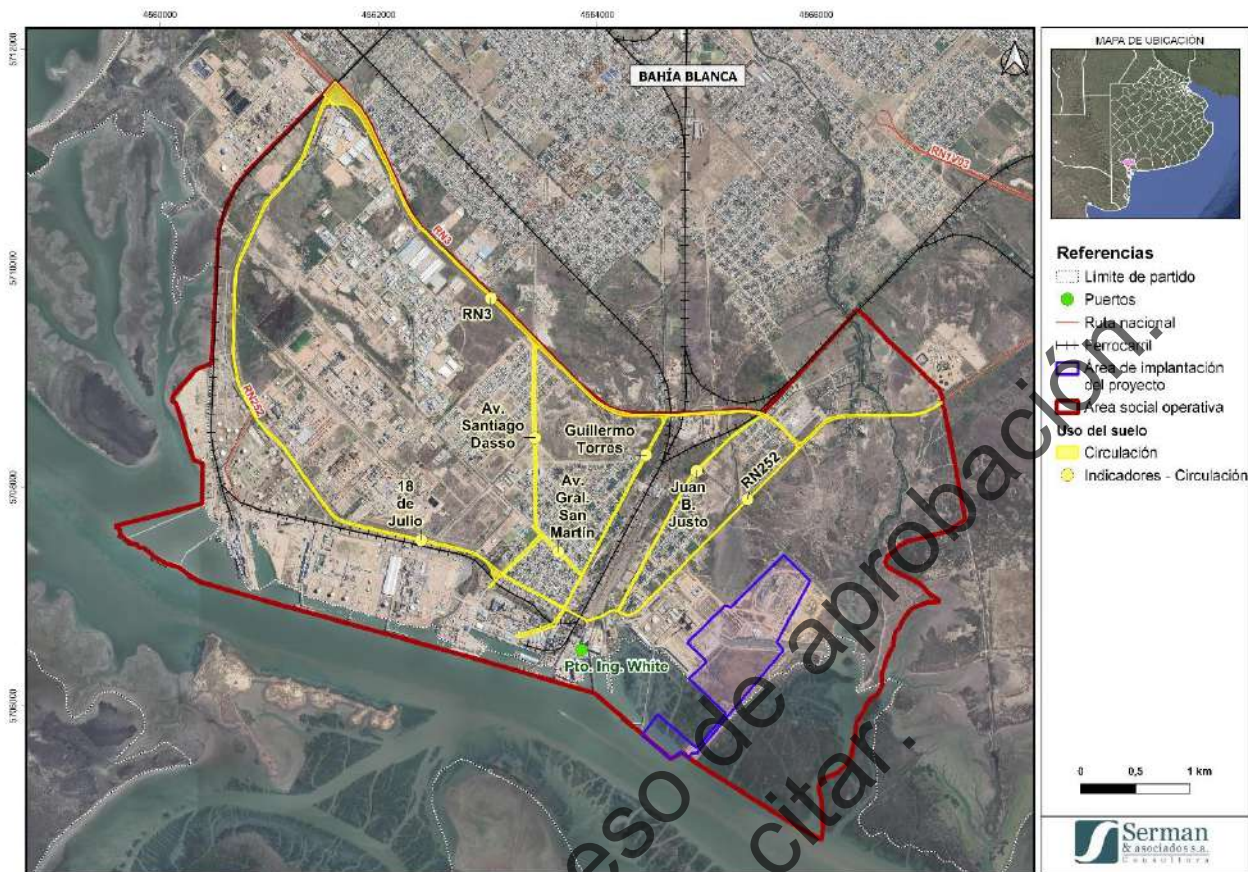 4560000 4562000 4564000 4566000
5712000
5710000
5708000
5706000
BAHÍA BLANCA
RN1V03
RN3
RN3
RN252
Av.
Santiago
Dasso
Guillermo
Torres
18
de
Julio
Av.
Gral.
San
Martín
Juan
B.
Justo
RN252
Pto. Ing. White
MAPA DE UBICACIÓN
Referencias
Límite de partido
Puertos
Ruta nacional
Ferrocarril
Área de implantación
del proyecto
Área social operativa
Uso del suelo
Circulación
Indicadores - Circulación
0 0,5 1 km
Serman
& asociados s.a.
Consultora
eso de aprobación.
citar.